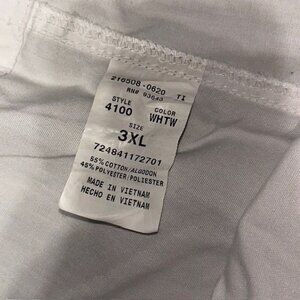 216508-0620 TI
RN# 93643
STYLE COLOR
4100 WHTW
SIZE
3XL
724841172701
55% COTTON/ALGODON
45% POLYESTER/POLIESTER
MADE IN VIETNAM
HECHO EN VIETNAM